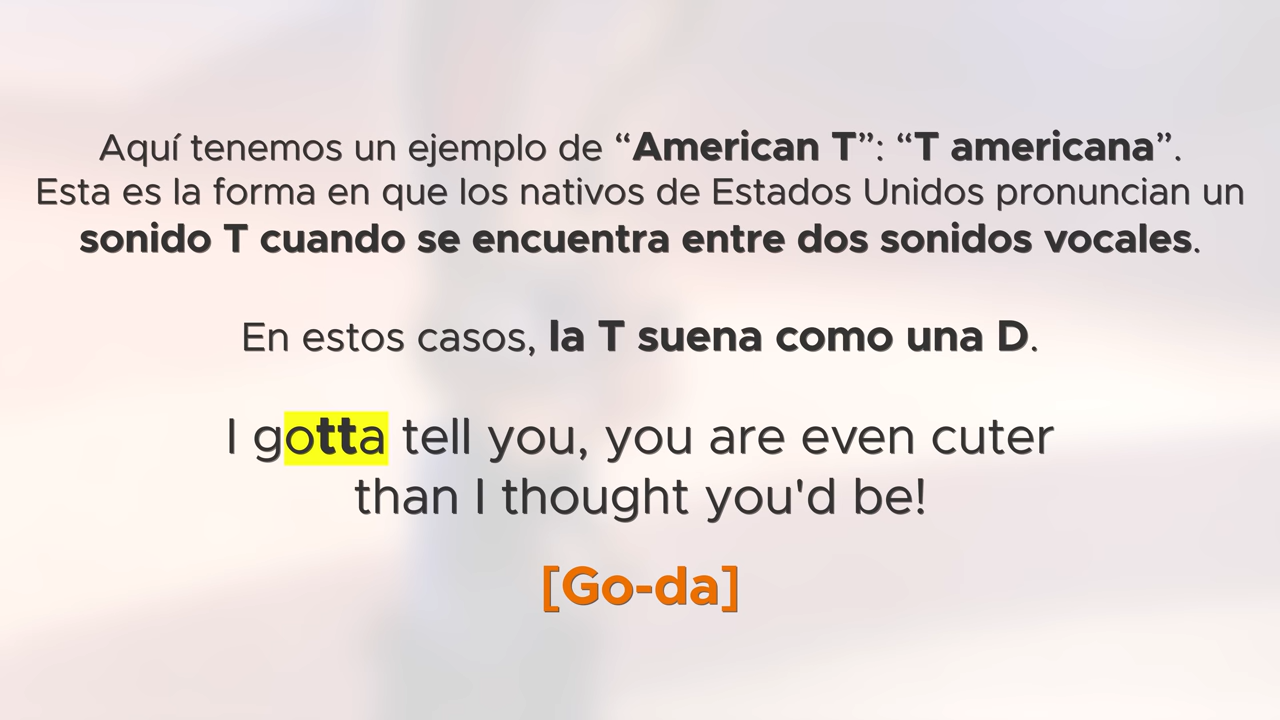 Aquí tenemos un ejemplo de “American T”: “T americana”.
Esta es la forma en que los nativos de Estados Unidos pronuncian un
sonido T cuando se encuentra entre dos sonidos vocales.
En estos casos, la T suena como una D.
I gotta tell you, you are even cuter
than I thought you'd be!
[Go-da]